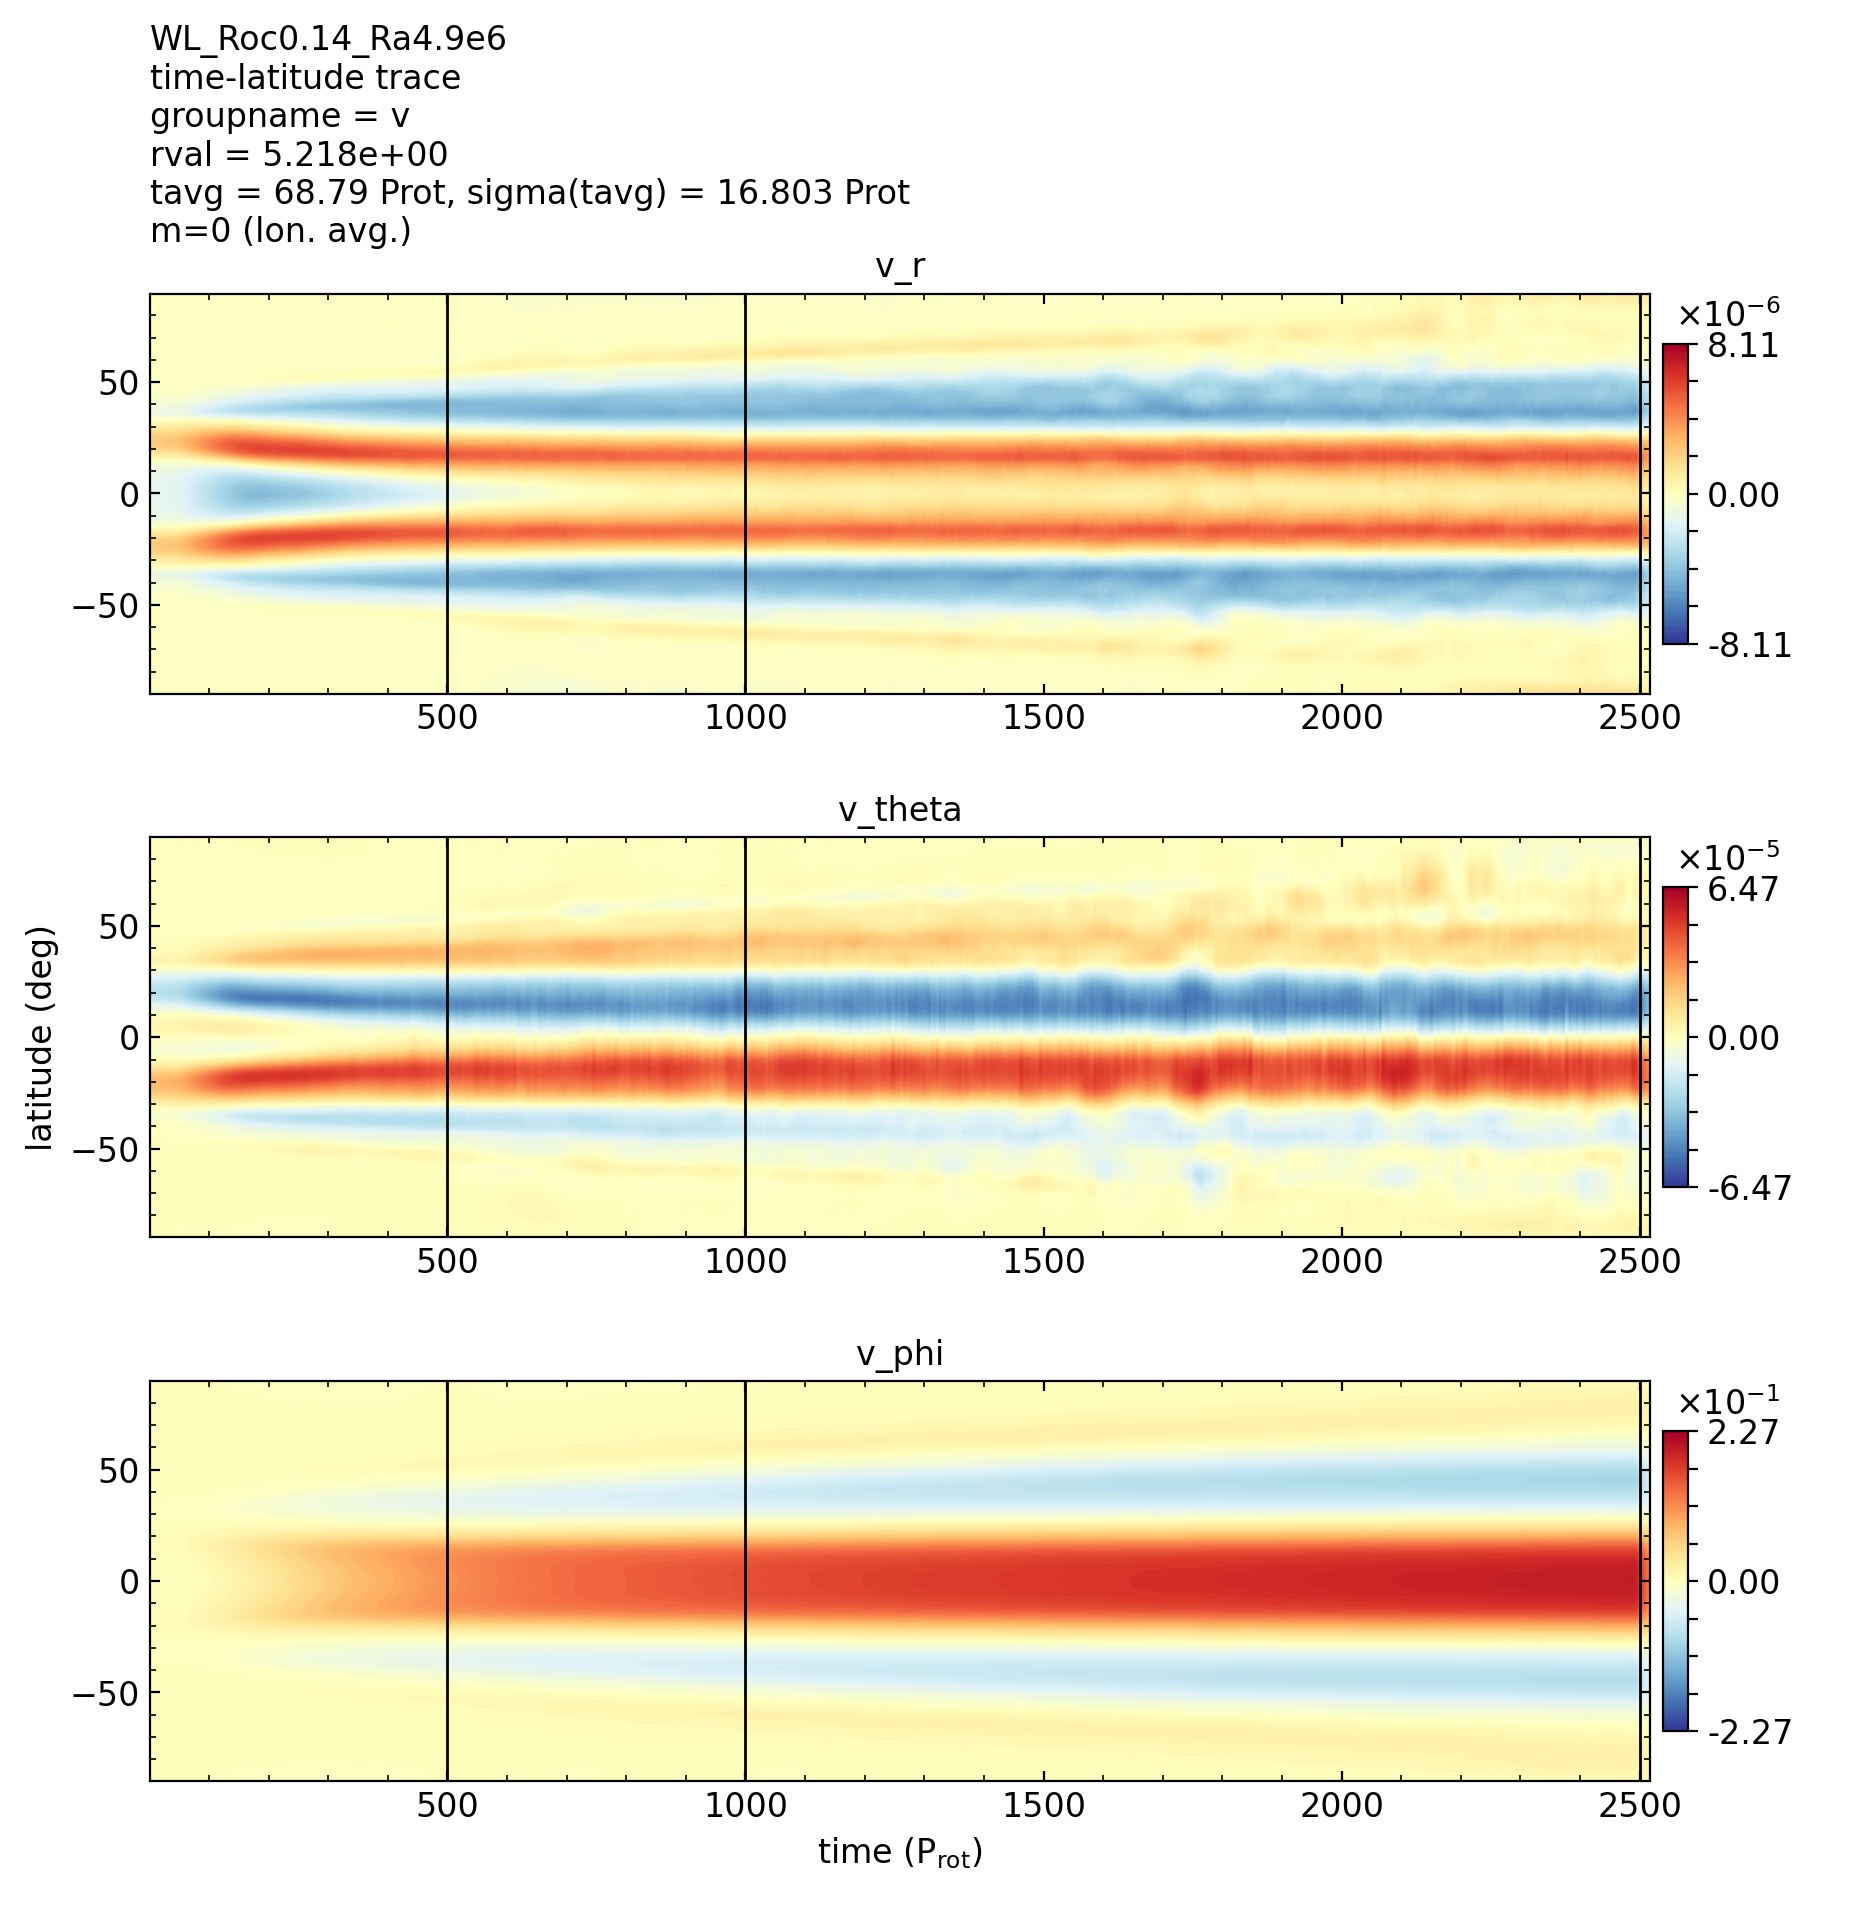 WL_Roc0.14_Ra4.9e6
time-latitude trace
groupname = v
rval = 5.218e+00
tavg = 68.79 Prot, sigma(tavg) = 16.803 Prot
m=0 (lon. avg.)
v_r
×10⁻⁶
8.11
50
0
0.00
−50
-8.11
500 1000 1500 2000 2500
v_theta
×10⁻⁵
6.47
50
latitude (deg)
0
0.00
−50
-6.47
500 1000 1500 2000 2500
v_phi
×10⁻¹
2.27
50
0
0.00
−50
-2.27
500 1000 1500 2000 2500
time (P_rot)